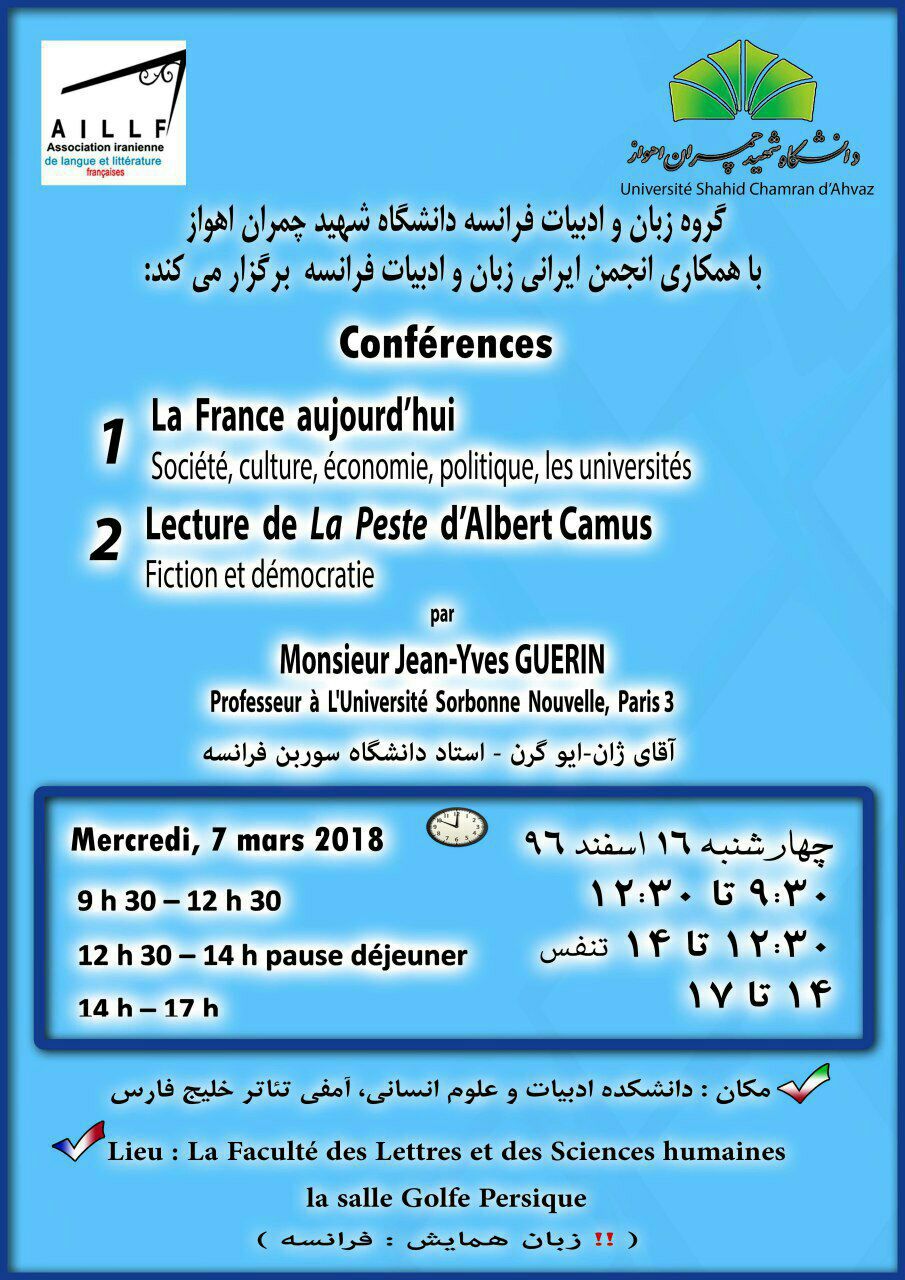 A I L L F
Association iranienne
de langue et littérature
françaises
دانشگاه شهید چمران اهواز
Université Shahid Chamran d'Ahvaz
گروه زبان و ادبیات فرانسه دانشگاه شهید چمران اهواز
با همکاری انجمن ایرانی زبان و ادبیات فرانسه برگزار می کند:
Conférences
1 La France aujourd'hui
Société, culture, économie, politique, les universités
2 Lecture de La Peste d'Albert Camus
Fiction et démocratie
par
Monsieur Jean-Yves GUERIN
Professeur à L'Université Sorbonne Nouvelle, Paris 3
آقای ژان-ایو گرن - استاد دانشگاه سوربن فرانسه
Mercredi, 7 mars 2018
9 h 30 – 12 h 30
12 h 30 – 14 h pause déjeuner
14 h – 17 h
چهارشنبه ۱۶ اسفند ۹۶
۹:۳۰ تا ۱۲:۳۰
۱۲:۳۰ تا ۱۴ تنفس
۱۴ تا ۱۷
مکان : دانشکده ادبیات و علوم انسانی، آمفی تئاتر خلیج فارس
Lieu : La Faculté des Lettres et des Sciences humaines
la salle Golfe Persique
( !! زبان همایش : فرانسه )